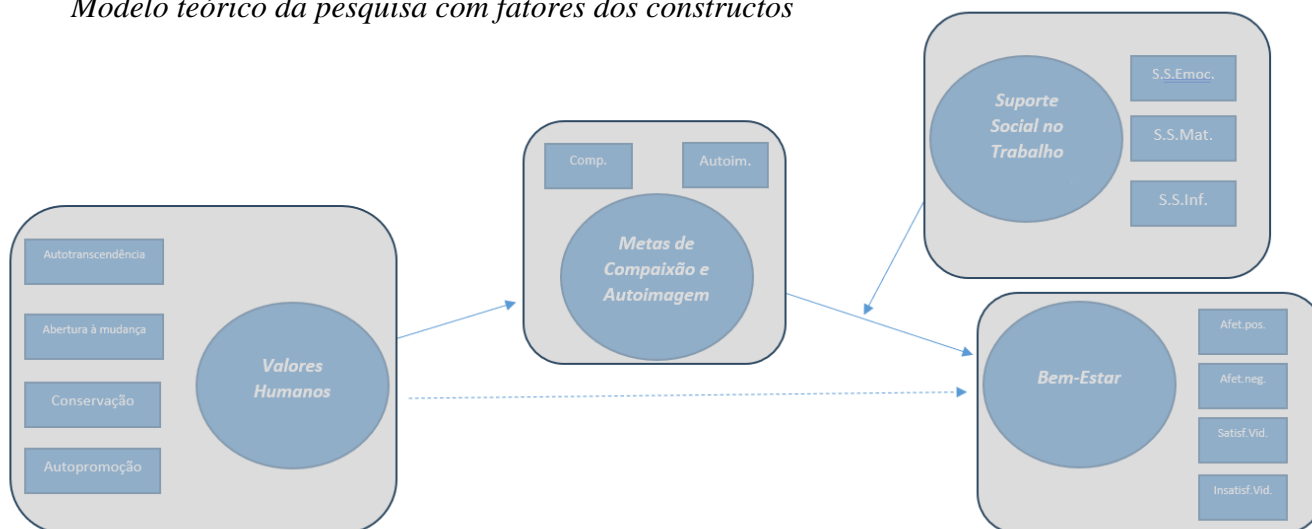 Modelo teórico da pesquisa com fatores dos constructos
Autotranscendência
Abertura à mudança
Conservação
Autopromoção
Valores
Humanos
Comp.
Autoim.
Metas de
Compaixão e
Autoimagem
Suporte
Social no
Trabalho
S.S.Emoc.
S.S.Mat.
S.S.Inf.
Bem-Estar
Afet.pos.
Afet.neg.
Satisf.Vid.
Insatisf.Vid.